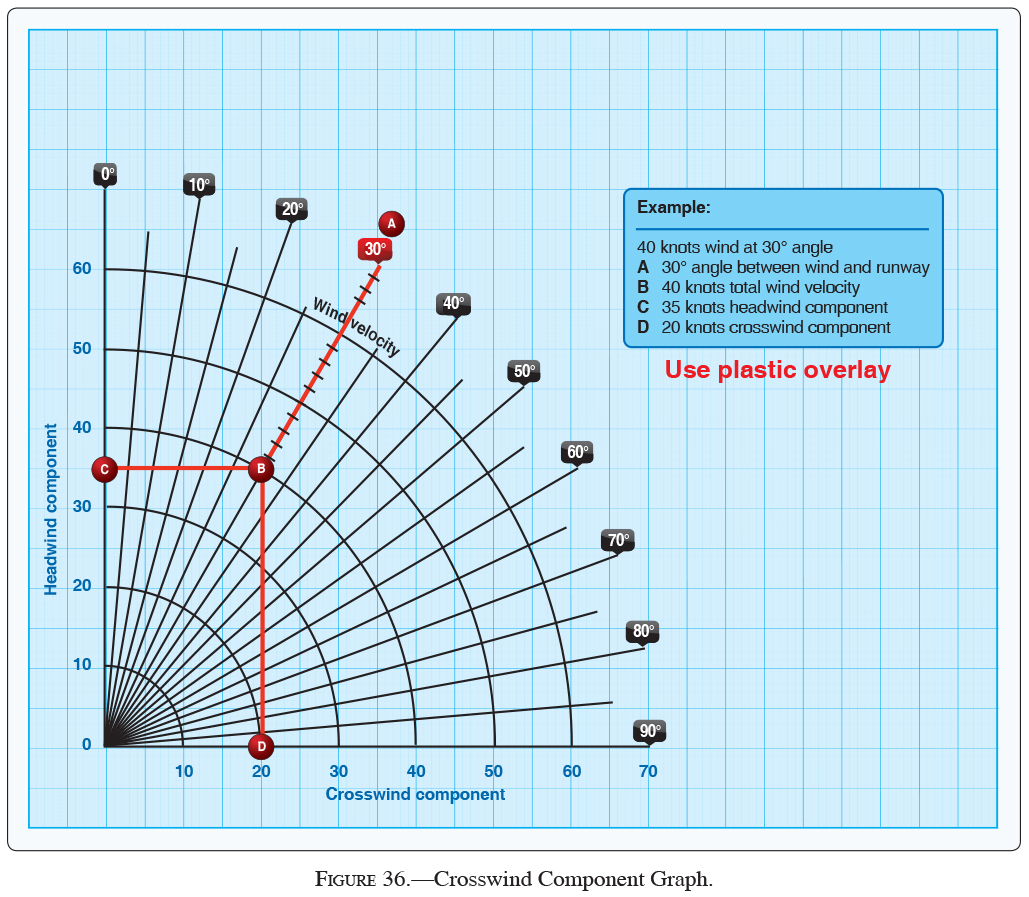 0°
10°
20°
A
30°
40°
50°
60°
70°
80°
90°
Wind velocity
Example:
40 knots wind at 30° angle
A 30° angle between wind and runway
B 40 knots total wind velocity
C 35 knots headwind component
D 20 knots crosswind component
Use plastic overlay
Headwind component
60
50
40
30
20
10
0
C
B
D
10 20 30 40 50 60 70
Crosswind component
FIGURE 36.—Crosswind Component Graph.